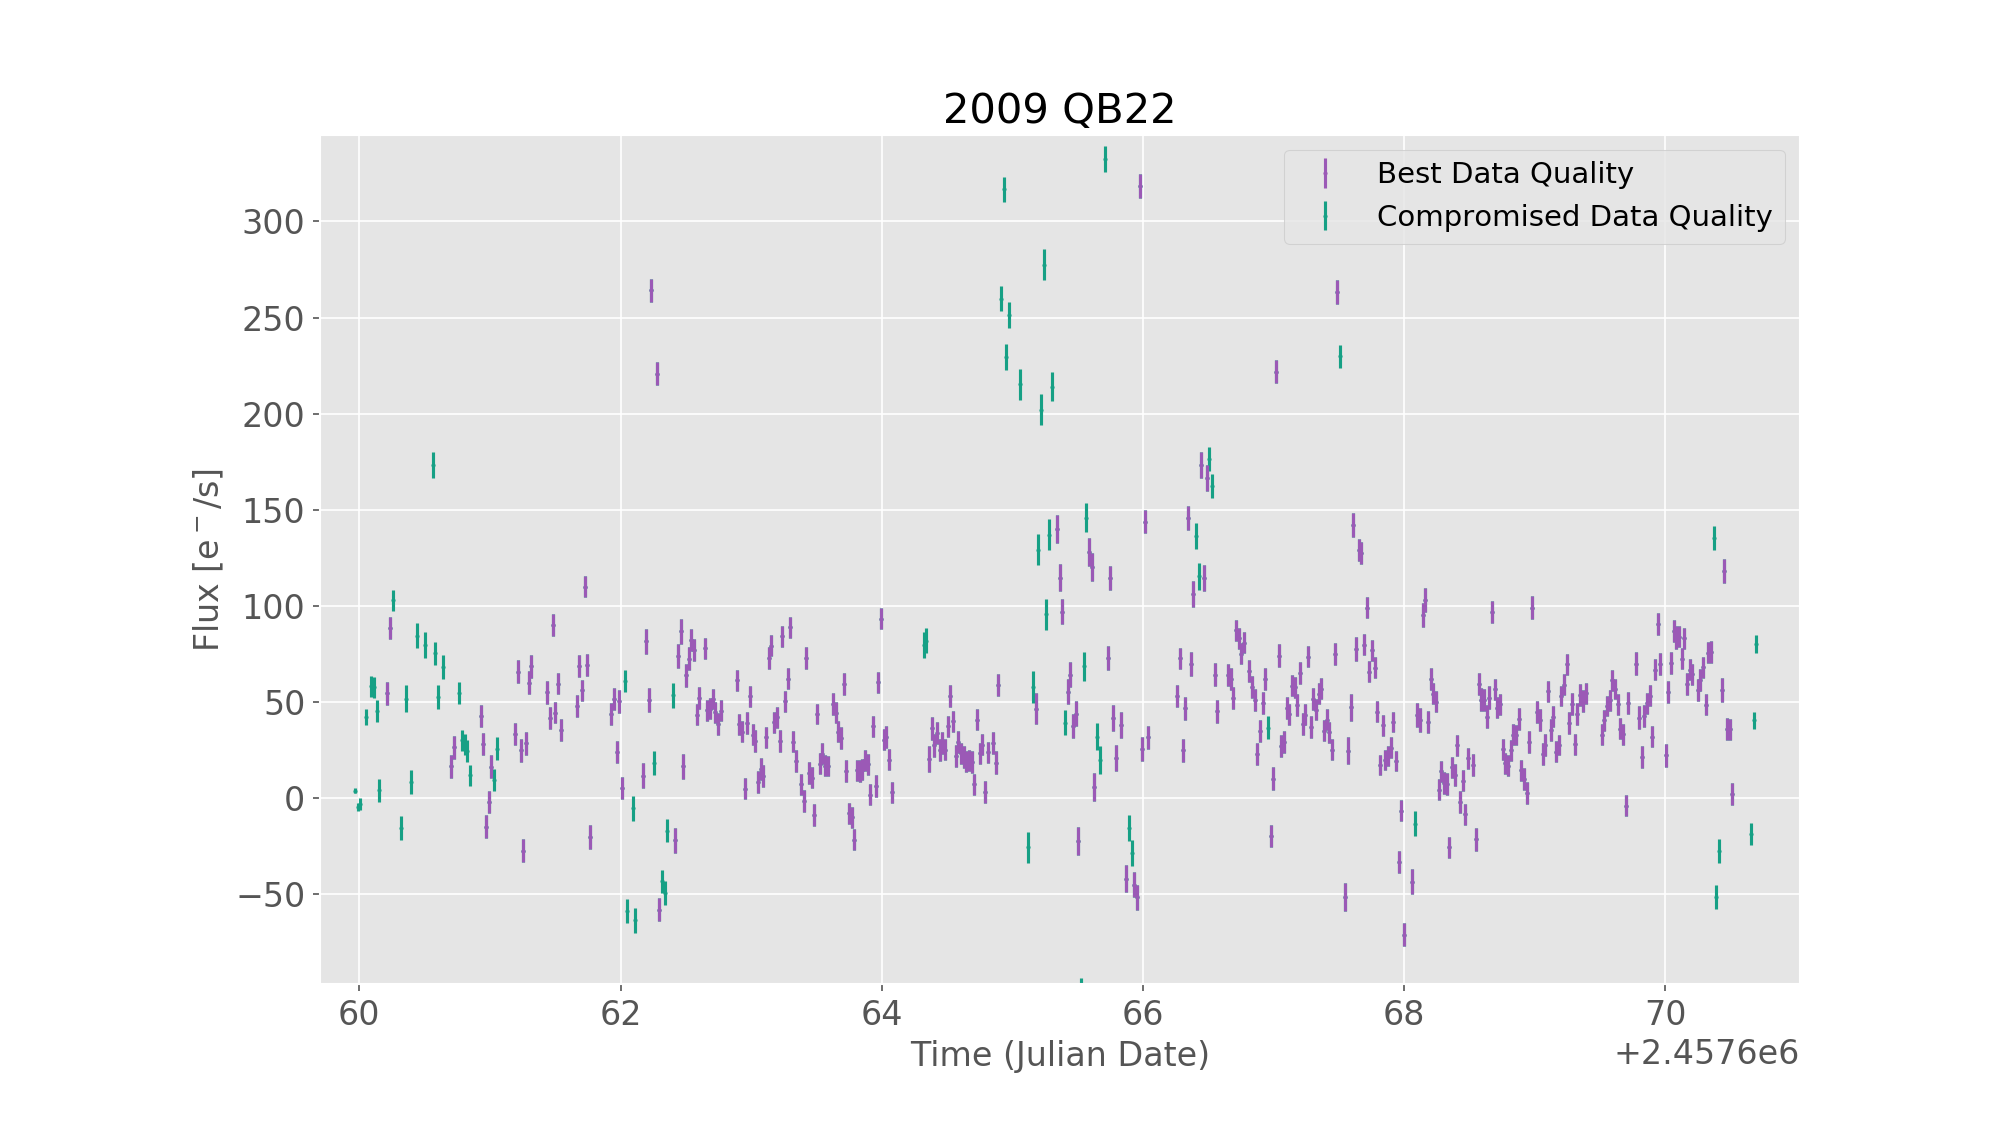 2009 QB22
Best Data Quality
Compromised Data Quality
300
250
200
150
100
50
0
−50
Flux [e⁻/s]
60 62 64 66 68 70
Time (Julian Date)
+2.4576e6